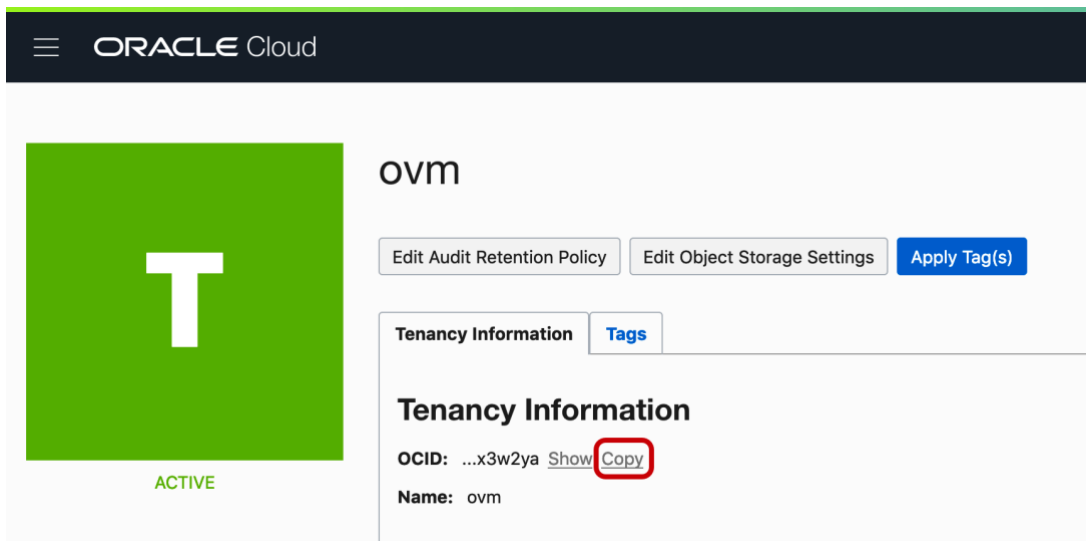 ORACLE Cloud
T
ACTIVE
ovm
Edit Audit Retention Policy Edit Object Storage Settings Apply Tag(s)
Tenancy Information Tags
Tenancy Information
OCID: ...x3w2ya Show Copy
Name: ovm